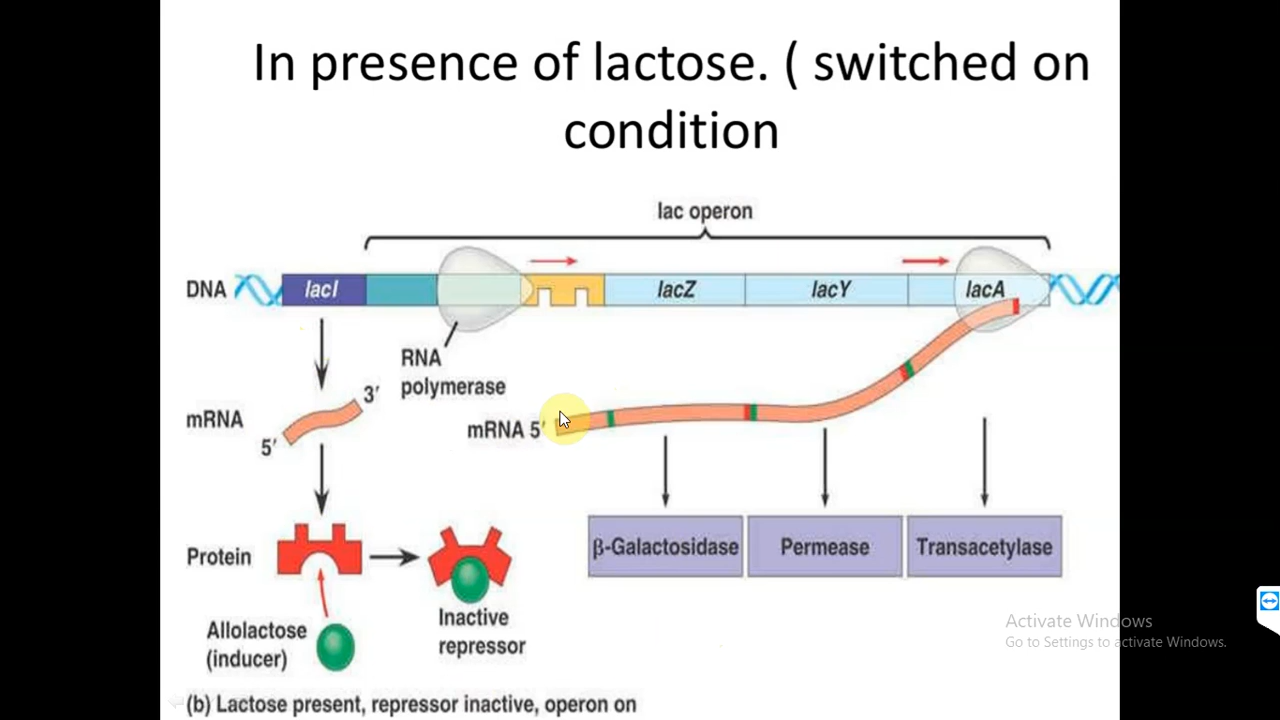 In presence of lactose. ( switched on
condition
lac operon
DNA
lacI
lacZ
lacY
lacA
RNA
polymerase
3′
mRNA
5′
mRNA 5′
Protein
β-Galactosidase
Permease
Transacetylase
Inactive
repressor
Allolactose
(inducer)
Activate Windows
Go to Settings to activate Windows.
(b) Lactose present, repressor inactive, operon on